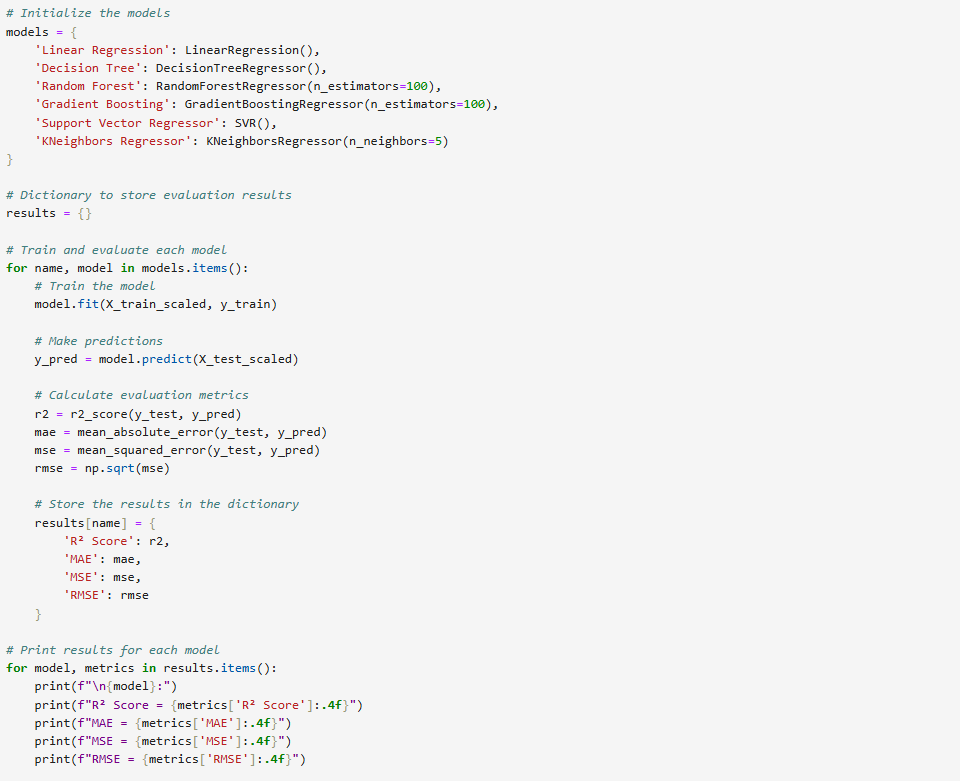 # Initialize the models
models = {
    'Linear Regression': LinearRegression(),
    'Decision Tree': DecisionTreeRegressor(),
    'Random Forest': RandomForestRegressor(n_estimators=100),
    'Gradient Boosting': GradientBoostingRegressor(n_estimators=100),
    'Support Vector Regressor': SVR(),
    'KNeighbors Regressor': KNeighborsRegressor(n_neighbors=5)
}

# Dictionary to store evaluation results
results = {}

# Train and evaluate each model
for name, model in models.items():
    # Train the model
    model.fit(X_train_scaled, y_train)

    # Make predictions
    y_pred = model.predict(X_test_scaled)

    # Calculate evaluation metrics
    r2 = r2_score(y_test, y_pred)
    mae = mean_absolute_error(y_test, y_pred)
    mse = mean_squared_error(y_test, y_pred)
    rmse = np.sqrt(mse)

    # Store the results in the dictionary
    results[name] = {
        'R² Score': r2,
        'MAE': mae,
        'MSE': mse,
        'RMSE': rmse
    }

# Print results for each model
for model, metrics in results.items():
    print(f"\n{model}:")
    print(f"R² Score = {metrics['R² Score']:.4f}")
    print(f"MAE = {metrics['MAE']:.4f}")
    print(f"MSE = {metrics['MSE']:.4f}")
    print(f"RMSE = {metrics['RMSE']:.4f}")